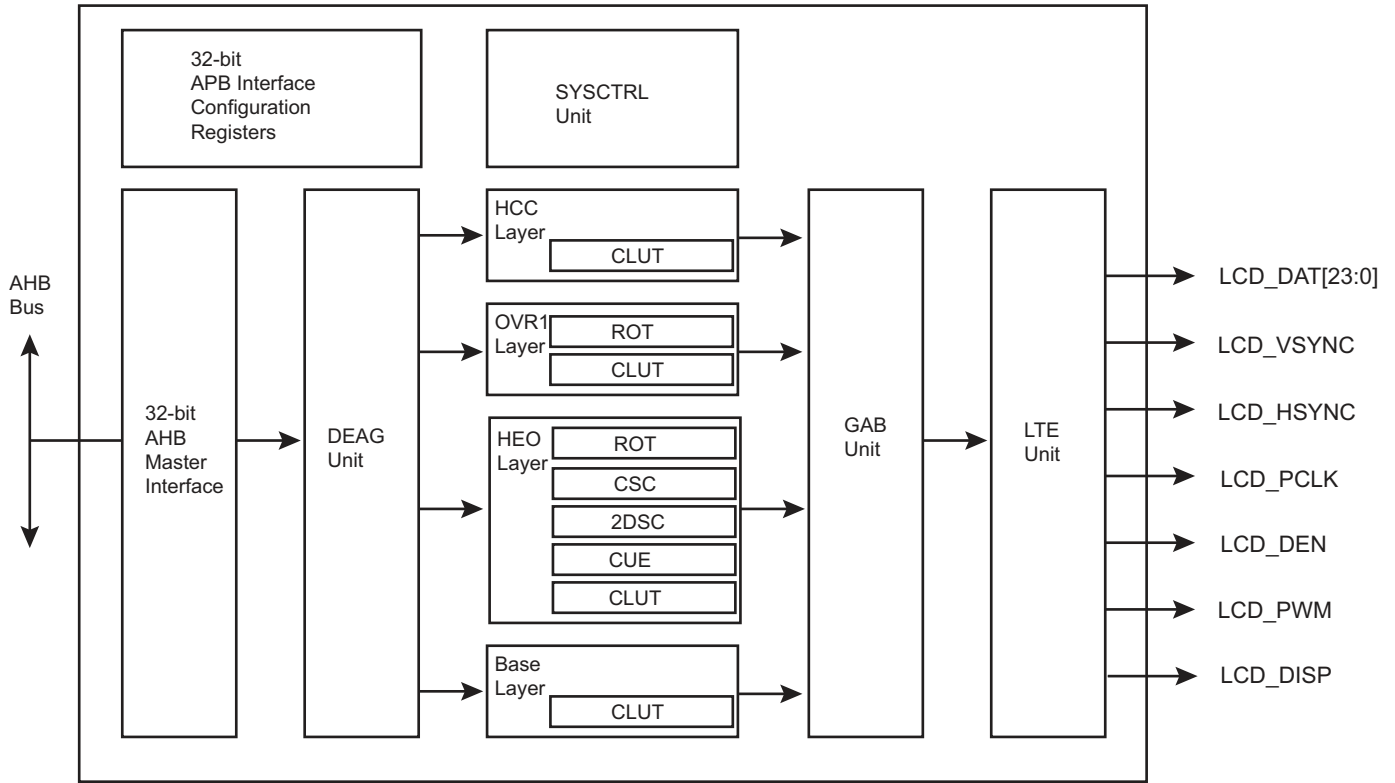 32-bit
APB Interface
Configuration
Registers
SYSCTRL
Unit
AHB
Bus
32-bit
AHB
Master
Interface
DEAG
Unit
HCC
Layer
CLUT
OVR1
Layer
ROT
CLUT
HEO
Layer
ROT
CSC
2DSC
CUE
CLUT
Base
Layer
CLUT
GAB
Unit
LTE
Unit
LCD_DAT[23:0]
LCD_VSYNC
LCD_HSYNC
LCD_PCLK
LCD_DEN
LCD_PWM
LCD_DISP